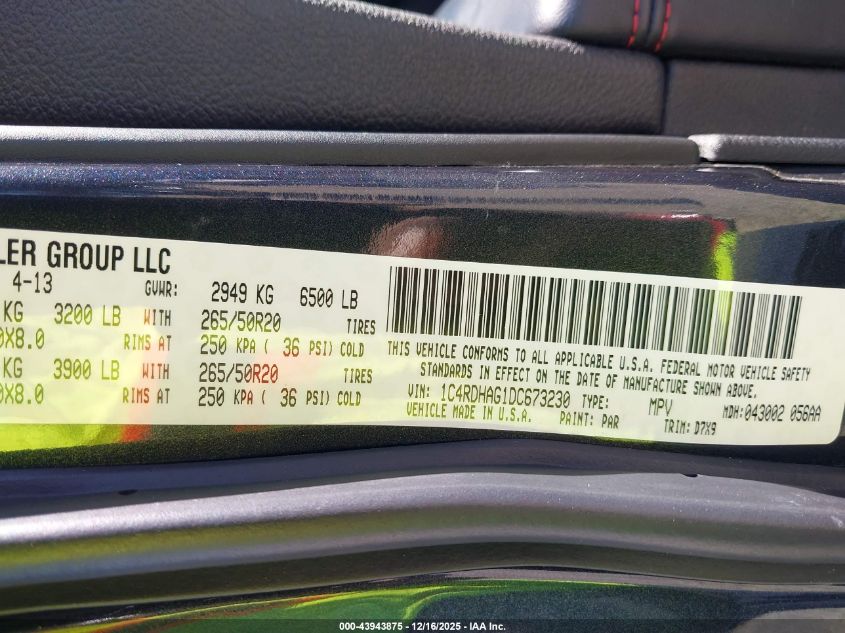 LER GROUP LLC
4-13 GVWR: 2949 KG 6500 LB
KG 3200 LB WITH 265/50R20 TIRES
0X8.0 RIMS AT 250 KPA ( 36 PSI) COLD
KG 3900 LB WITH 265/50R20 TIRES
0X8.0 RIMS AT 250 KPA ( 36 PSI) COLD
THIS VEHICLE CONFORMS TO ALL APPLICABLE U.S.A. FEDERAL MOTOR VEHICLE SAFETY
STANDARDS IN EFFECT ON THE DATE OF MANUFACTURE SHOWN ABOVE.
VIN: 1C4RDHAG1DC673230 TYPE: MPV MDH: 043002 056AA
VEHICLE MADE IN U.S.A. PAINT: PAR TRIM: D7X9
000-43943875 | 12/16/2025 - IAA Inc.